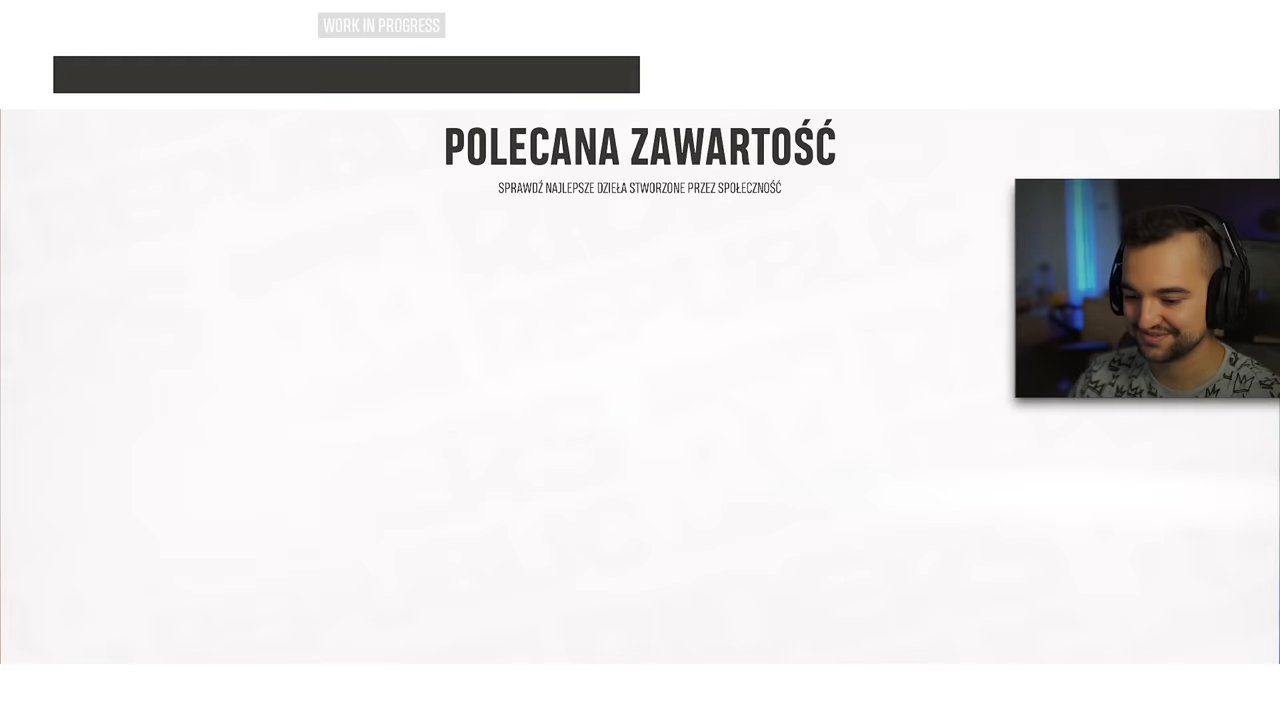 WORK IN PROGRESS
POLECANA ZAWARTOŚĆ
SPRAWDŹ NAJLEPSZE DZIEŁA STWORZONE PRZEZ SPOŁECZNOŚĆ